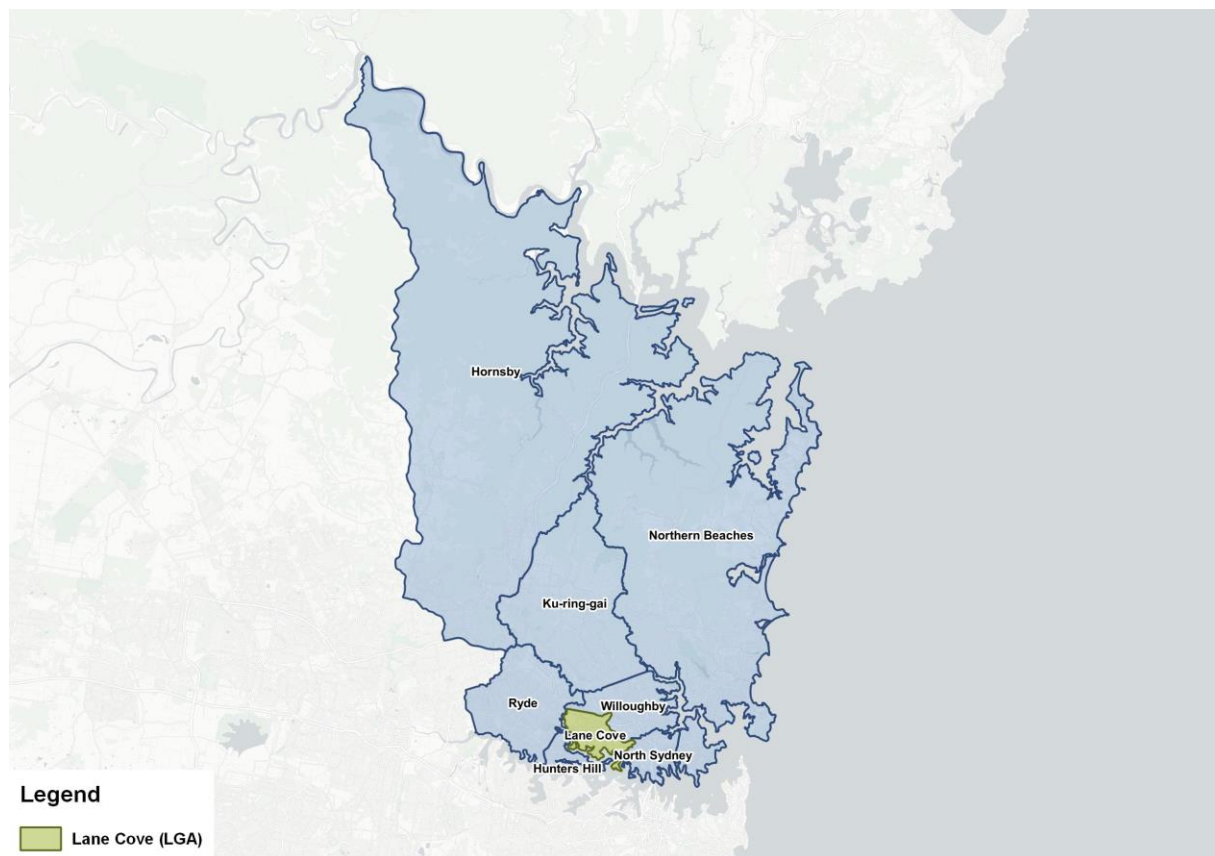 Hornsby
Northern Beaches
Ku-ring-gai
Ryde
Willoughby
Lane Cove
North Sydney
Hunters Hill
Legend
Lane Cove (LGA)